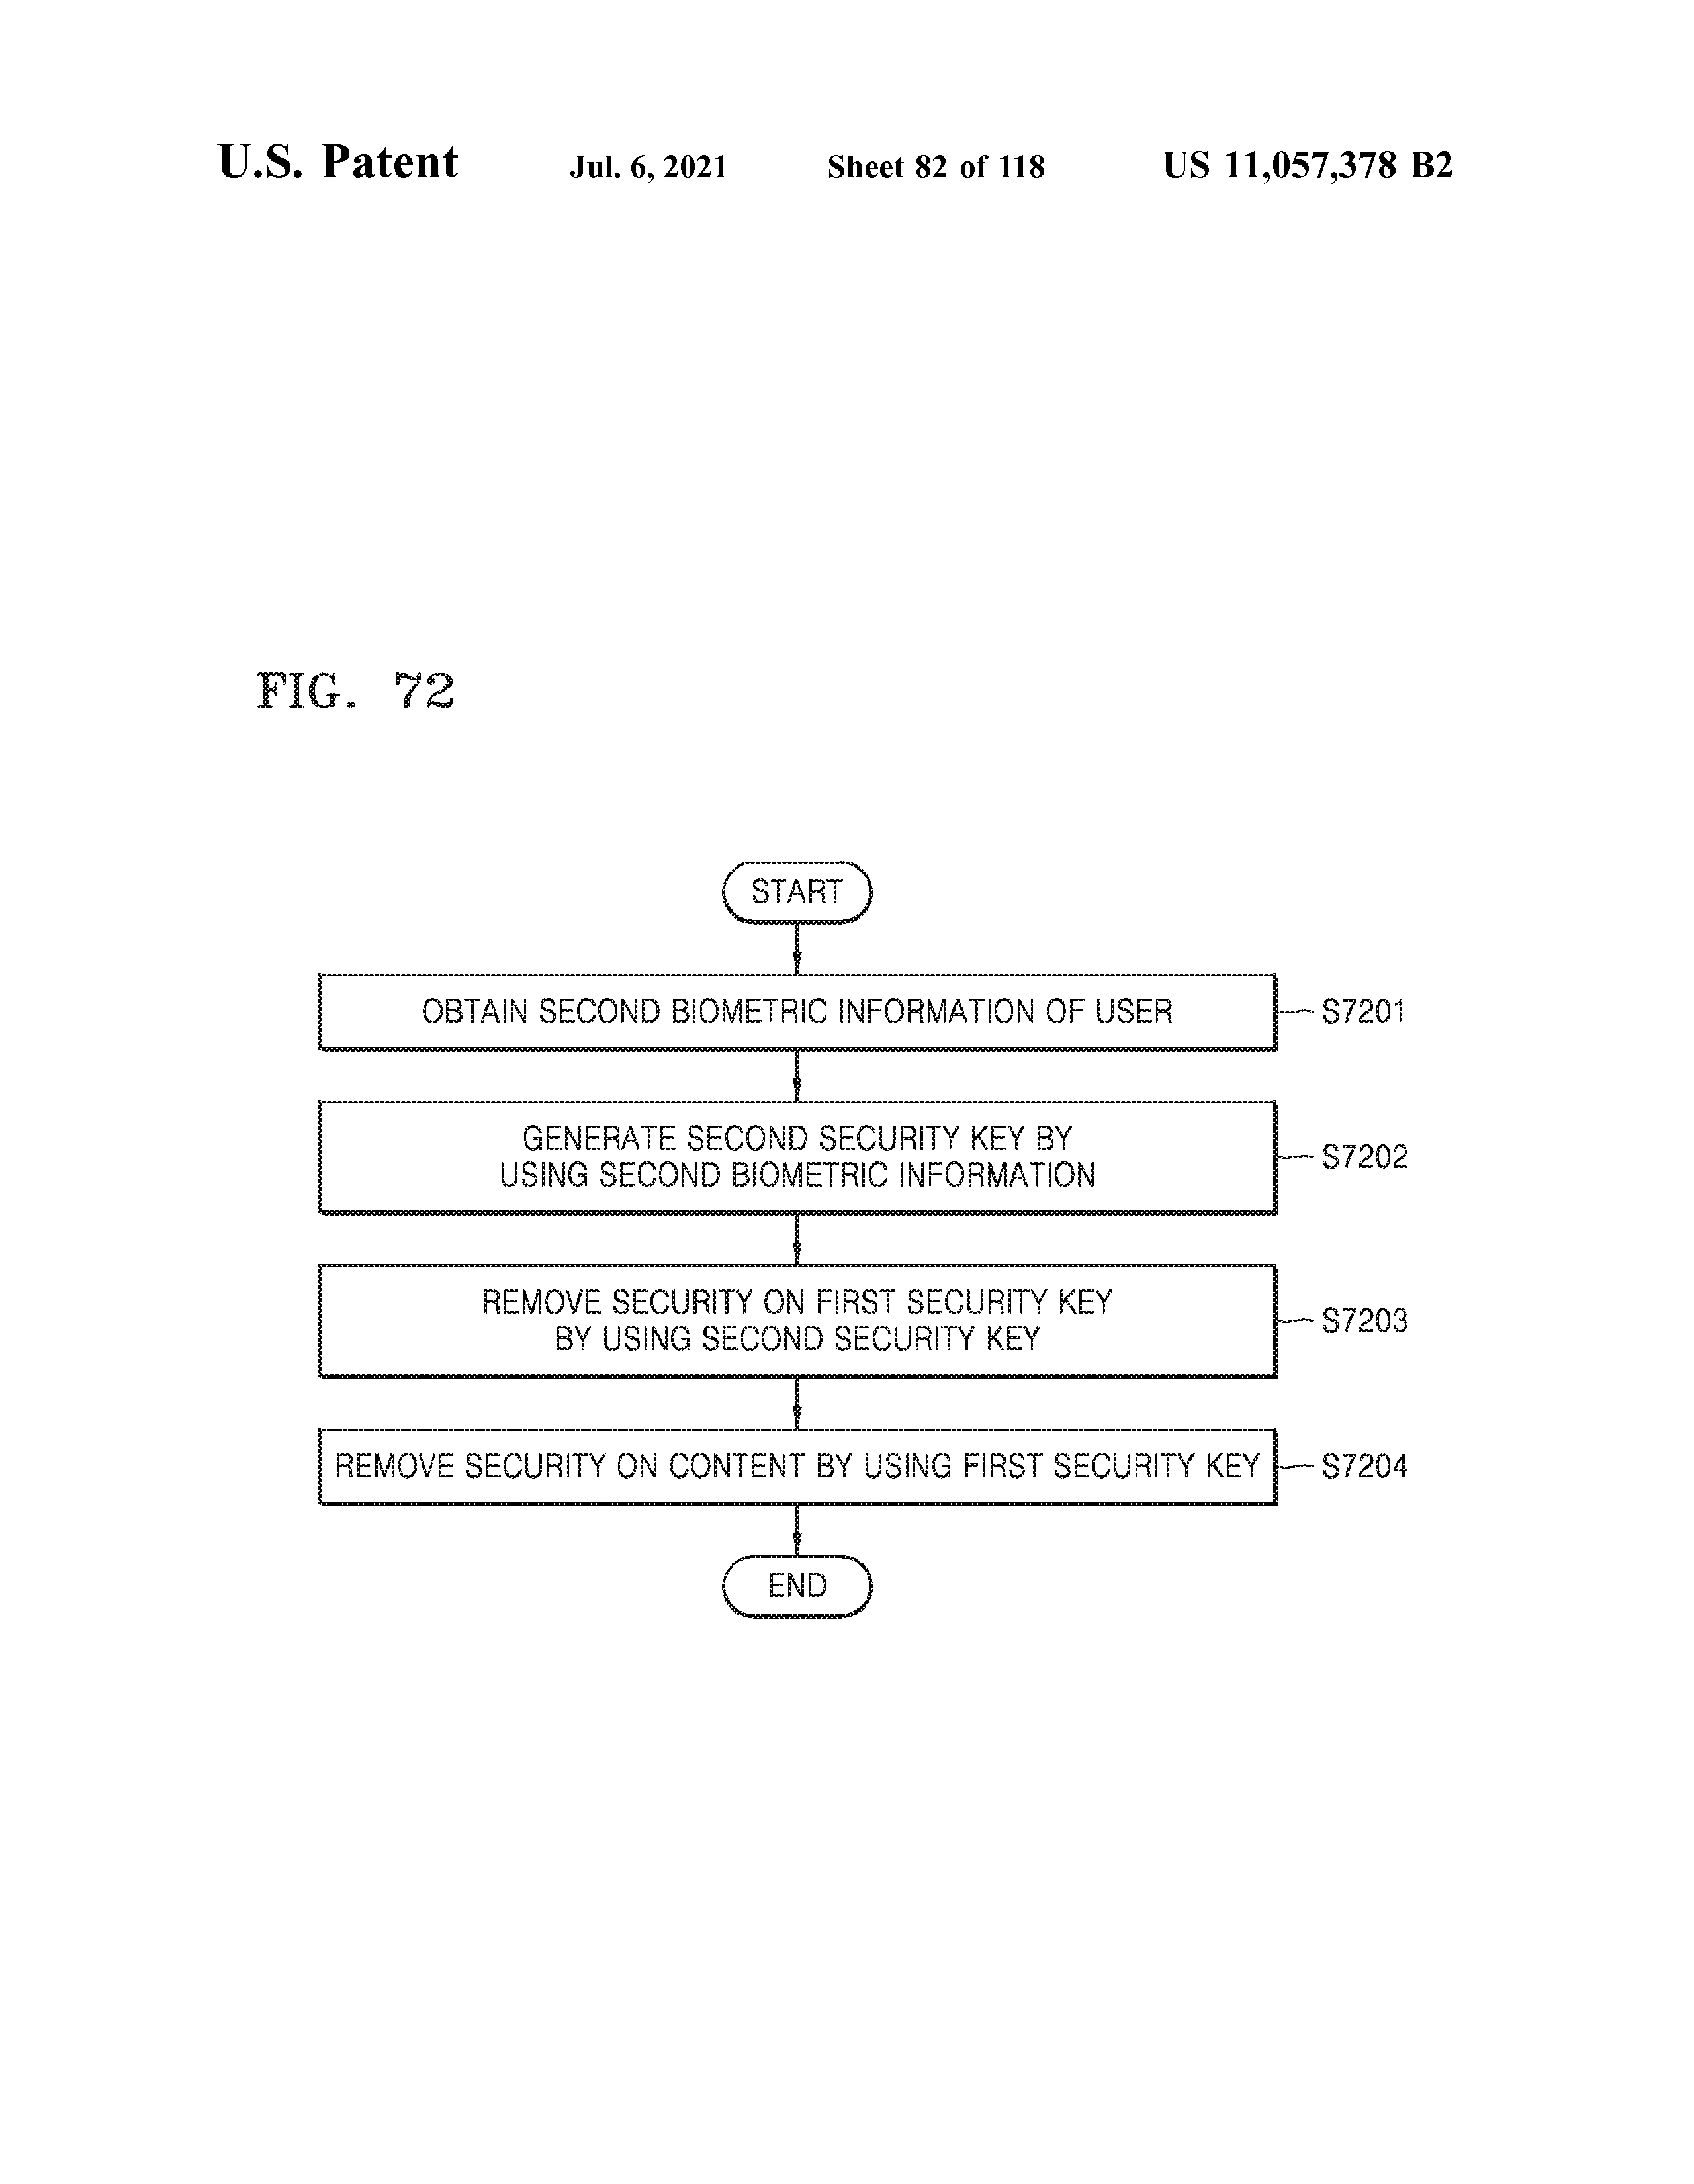 U.S. Patent Jul. 6, 2021 Sheet 82 of 118 US 11,057,378 B2
FIG. 72
START
OBTAIN SECOND BIOMETRIC INFORMATION OF USER S7201
GENERATE SECOND SECURITY KEY BY
USING SECOND BIOMETRIC INFORMATION S7202
REMOVE SECURITY ON FIRST SECURITY KEY
BY USING SECOND SECURITY KEY S7203
REMOVE SECURITY ON CONTENT BY USING FIRST SECURITY KEY S7204
END